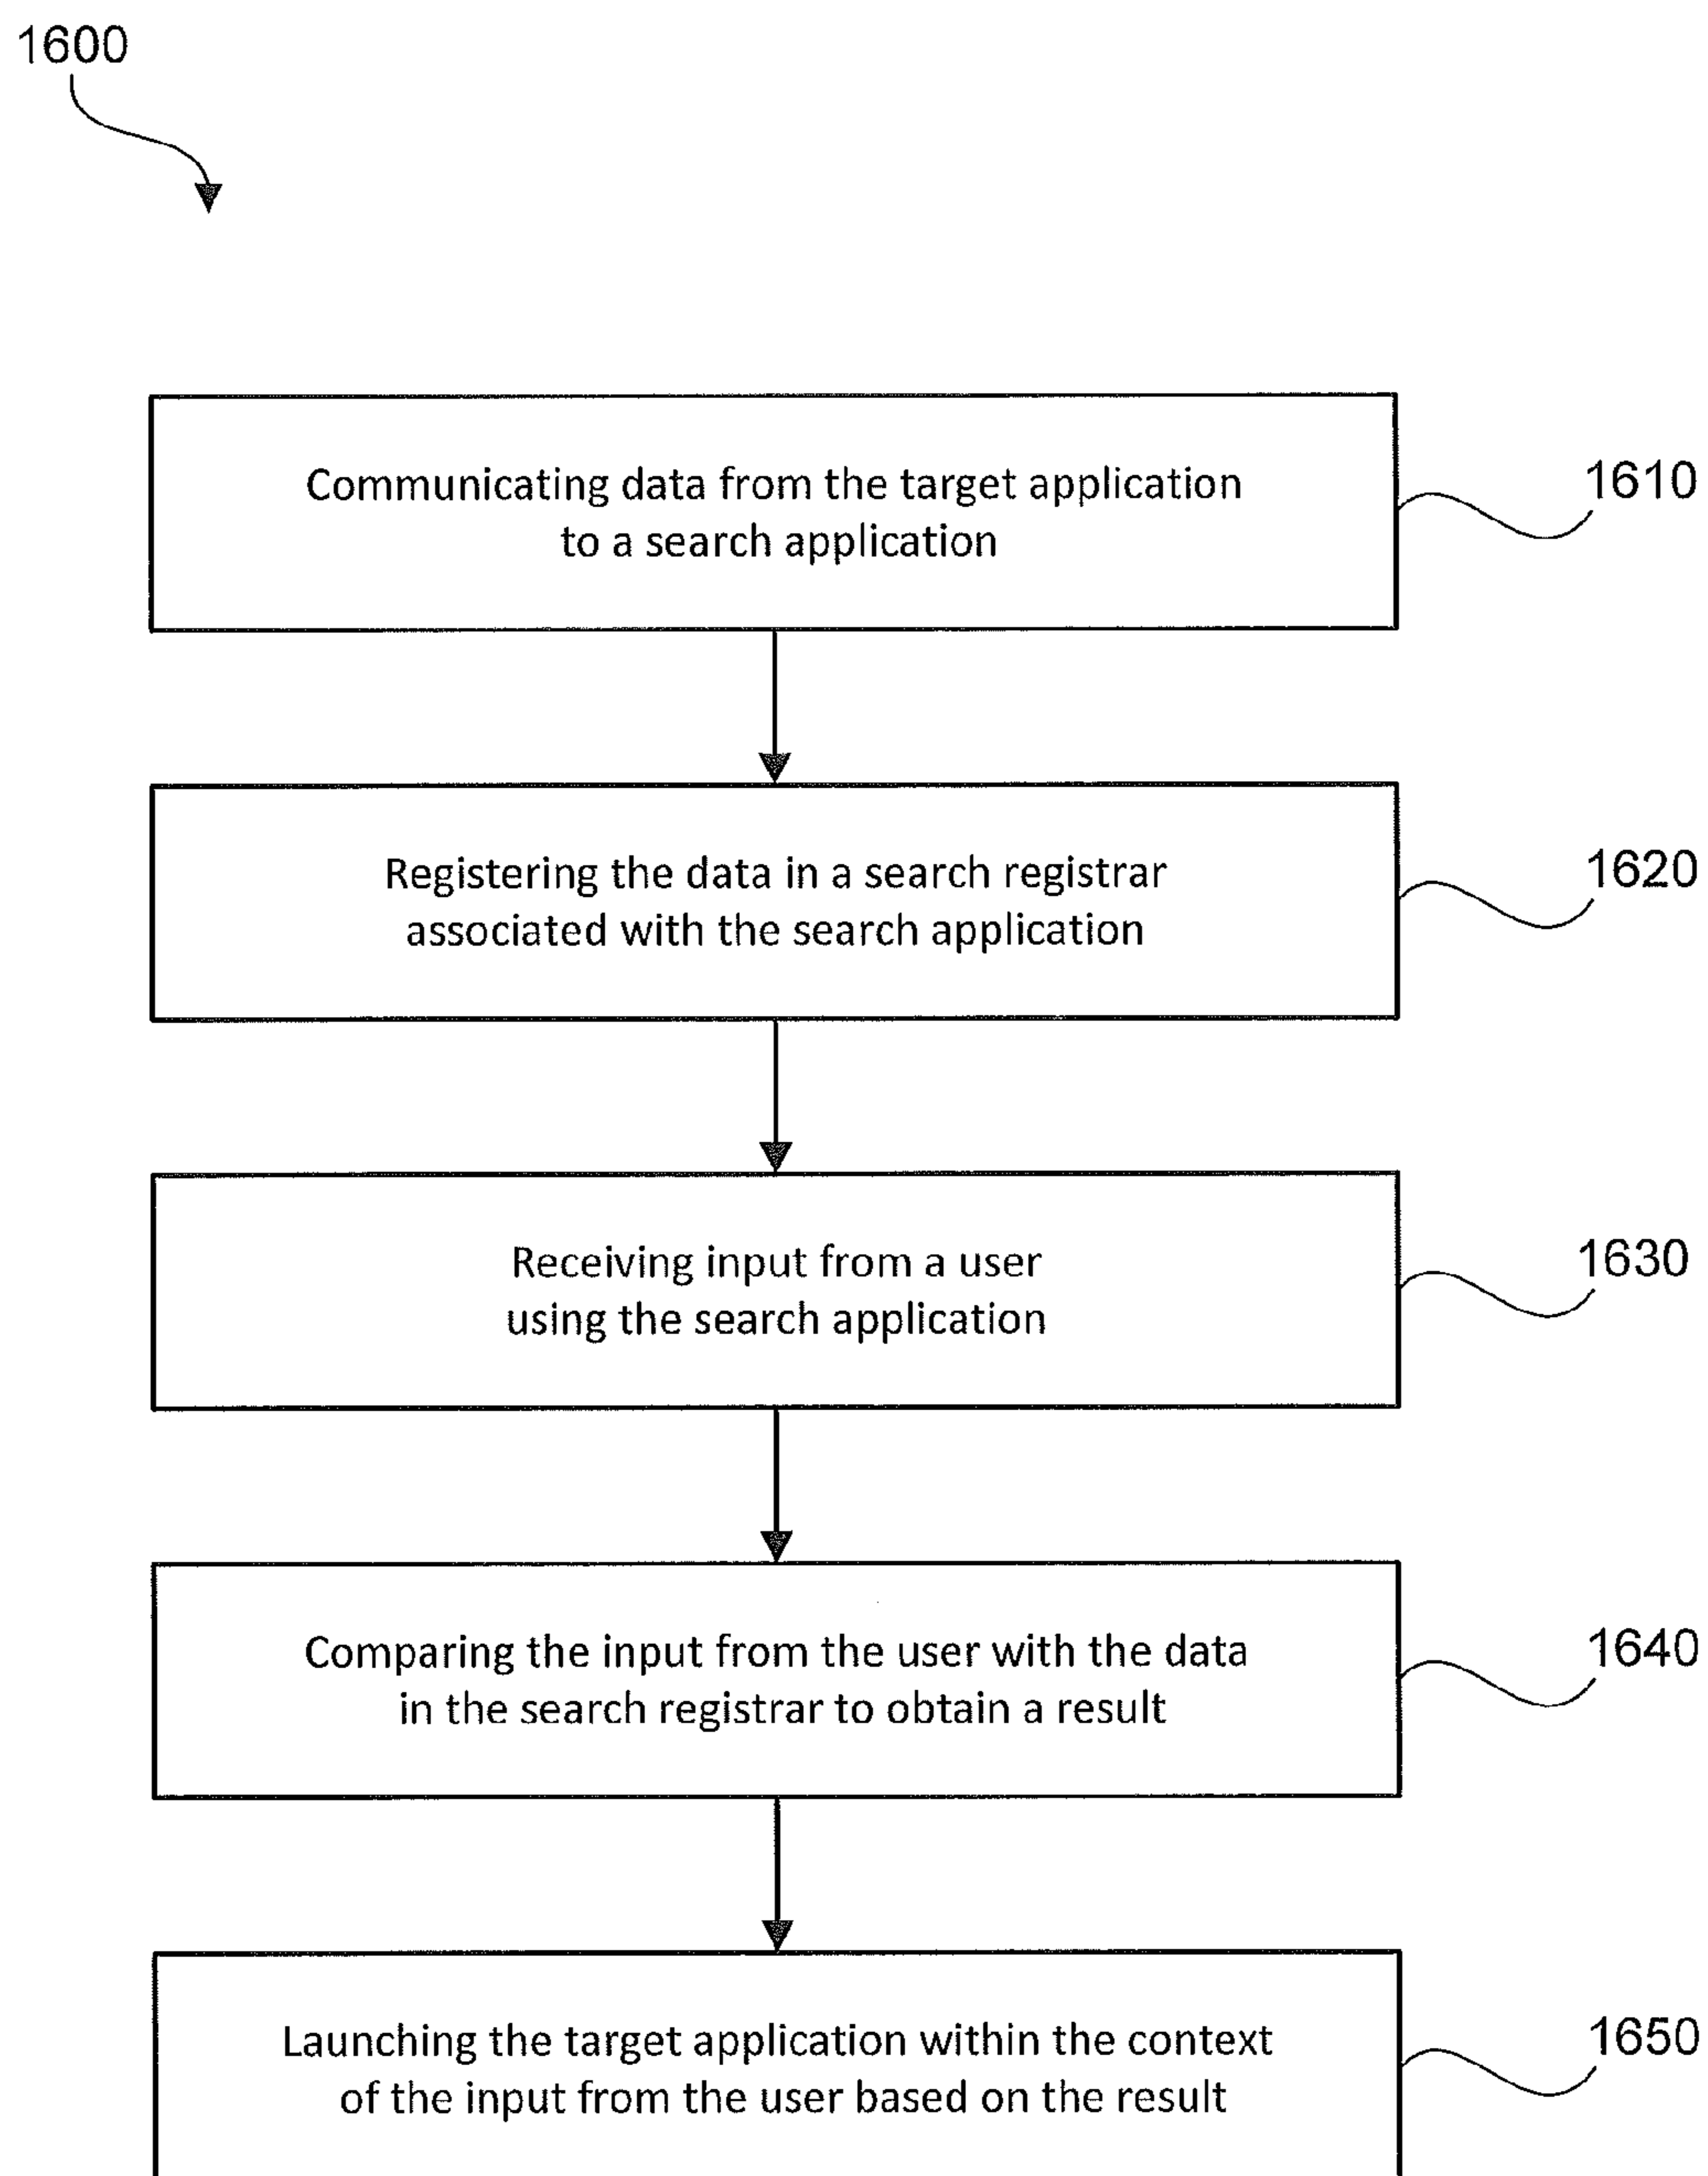 1600
Communicating data from the target application
to a search application
1610
Registering the data in a search registrar
associated with the search application
1620
Receiving input from a user
using the search application
1630
Comparing the input from the user with the data
in the search registrar to obtain a result
1640
Launching the target application within the context
of the input from the user based on the result
1650